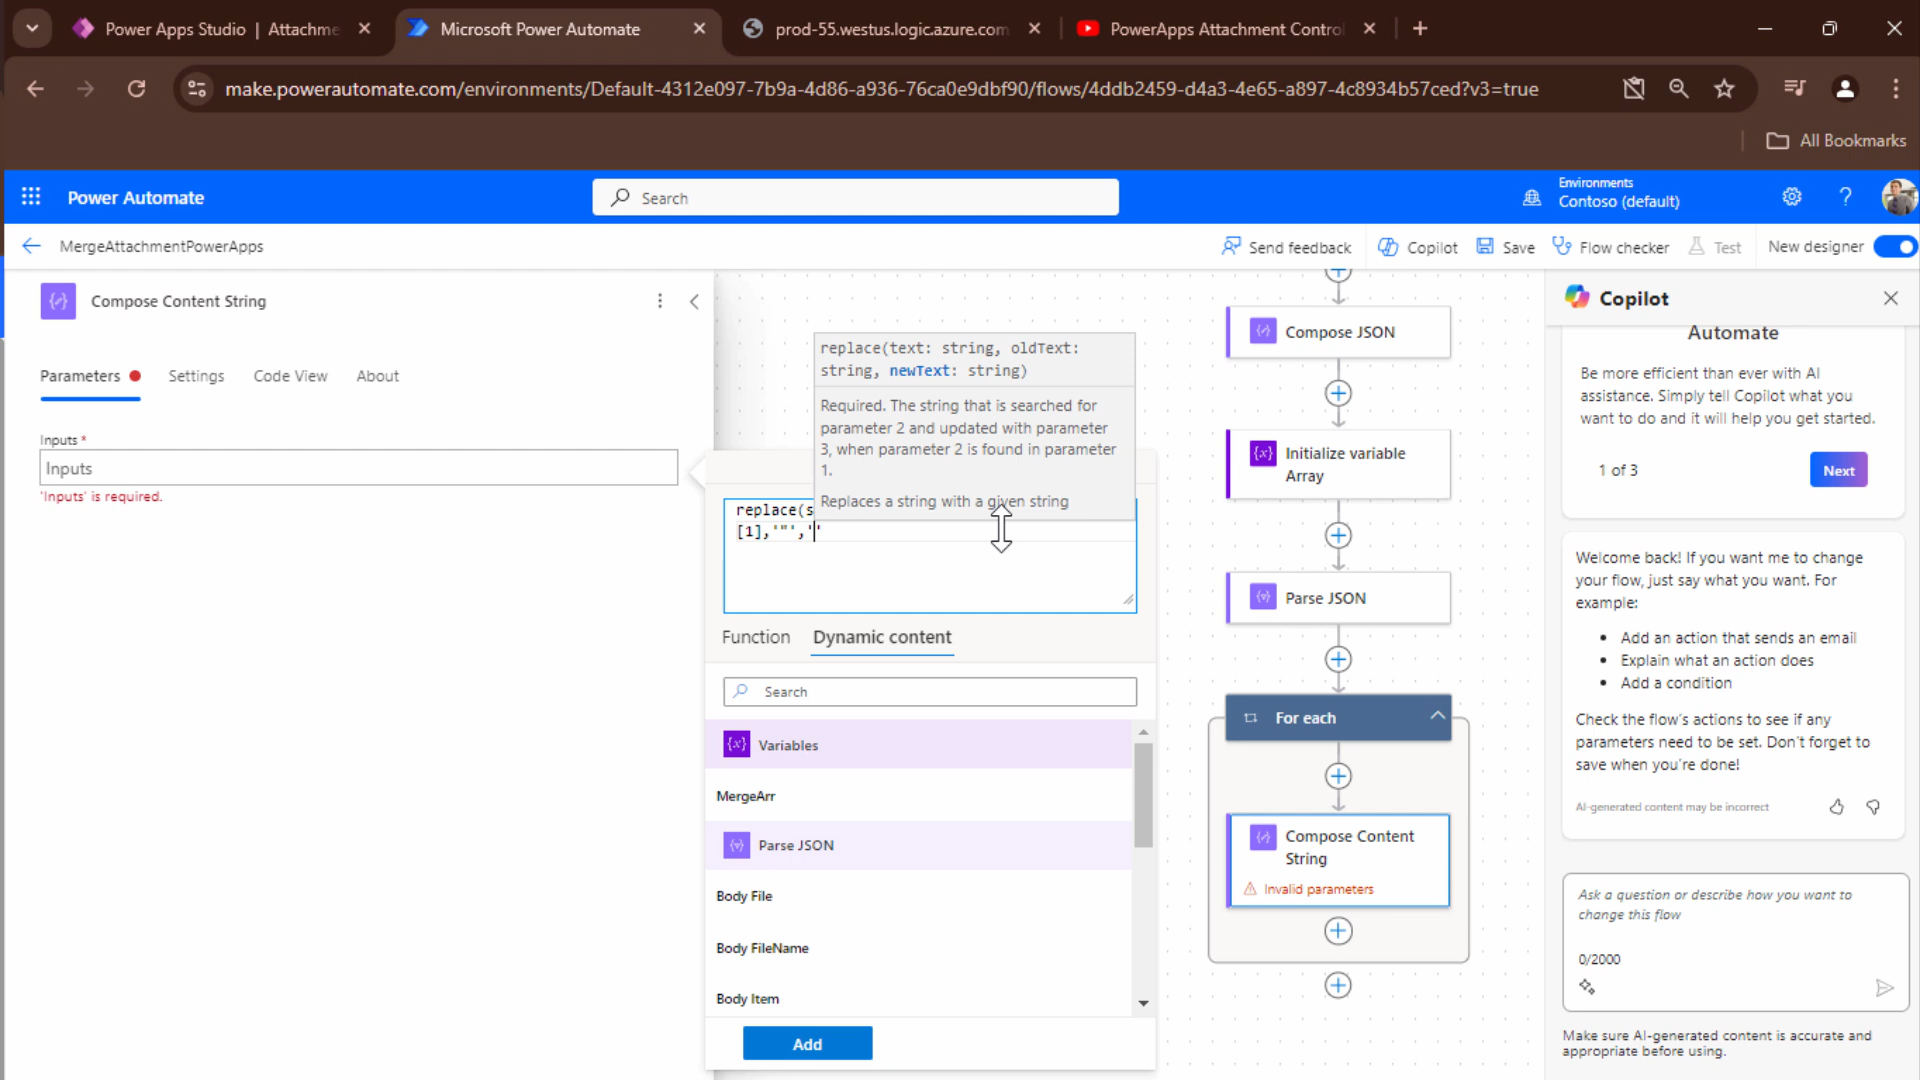 Power Apps Studio | Attachme
Microsoft Power Automate
prod-55.westus.logic.azure.com
PowerApps Attachment Control
make.powerautomate.com/environments/Default-4312e097-7b9a-4d86-a936-76ca0e9dbf90/flows/4ddb2459-d4a3-4e65-a897-4c8934b57ced?v3=true
All Bookmarks
Power Automate
Search
Environments
Contoso (default)
MergeAttachmentPowerApps
Send feedback
Copilot
Save
Flow checker
Test
New designer
Compose Content String
Parameters
Settings
Code View
About
Inputs *
Inputs
'Inputs' is required.
replace(text: string, oldText:
string, newText: string)
Required. The string that is searched for
parameter 2 and updated with parameter
3, when parameter 2 is found in parameter
1.
Replaces a string with a given string
replace(s
[1],'"',''
Function
Dynamic content
Search
Variables
MergeArr
Parse JSON
Body File
Body FileName
Body Item
Add
Compose JSON
Initialize variable
Array
Parse JSON
For each
Compose Content
String
Invalid parameters
Copilot
Automate
Be more efficient than ever with AI
assistance. Simply tell Copilot what you
want to do and it will help you get started.
1 of 3
Next
Welcome back! If you want me to change
your flow, just say what you want. For
example:
• Add an action that sends an email
• Explain what an action does
• Add a condition
Check the flow's actions to see if any
parameters need to be set. Don't forget to
save when you're done!
AI-generated content may be incorrect
Ask a question or describe how you want to
change this flow
0/2000
Make sure AI-generated content is accurate and
appropriate before using.